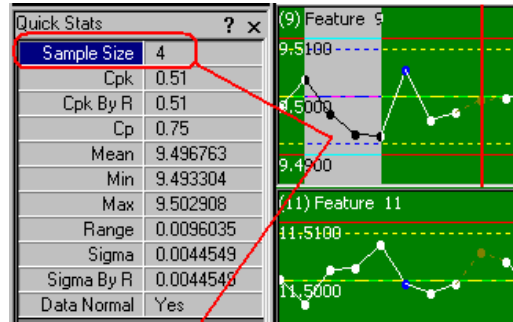 Quick Stats ? x
Sample Size 4
Cpk 0.51
Cpk By R 0.51
Cp 0.75
Mean 9.496763
Min 9.493304
Max 9.502908
Range 0.0096035
Sigma 0.0044549
Sigma By R 0.0044549
Data Normal Yes
(9) Feature 9
9.5100
9.5000
9.4900
(11) Feature 11
11.5100
11.5000